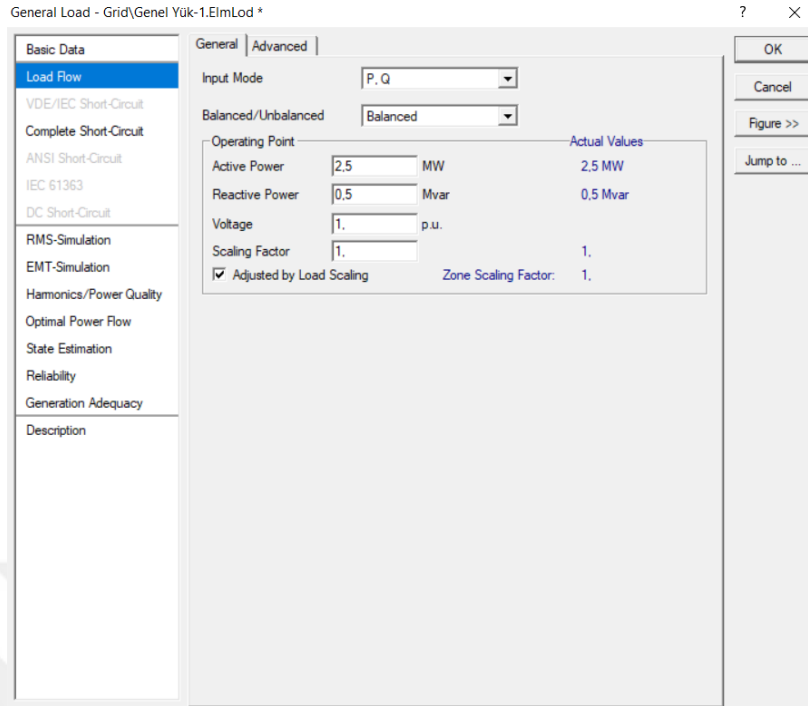 General Load - Grid\Genel Yük-1.ElmLod *
?
Basic Data
Load Flow
VDE/IEC Short-Circuit
Complete Short-Circuit
ANSI Short-Circuit
IEC 61363
DC Short-Circuit
RMS-Simulation
EMT-Simulation
Harmonics/Power Quality
Optimal Power Flow
State Estimation
Reliability
Generation Adequacy
Description
General
Advanced
Input Mode P, Q
Balanced/Unbalanced Balanced
Operating Point Actual Values
Active Power 2,5 MW 2,5 MW
Reactive Power 0,5 Mvar 0,5 Mvar
Voltage 1, p.u.
Scaling Factor 1, 1,
Adjusted by Load Scaling Zone Scaling Factor: 1,
OK
Cancel
Figure >>
Jump to ...